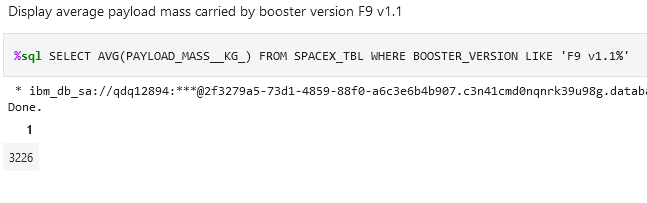 Display average payload mass carried by booster version F9 v1.1
%sql SELECT AVG(PAYLOAD_MASS__KG_) FROM SPACEX_TBL WHERE BOOSTER_VERSION LIKE 'F9 v1.1%'
* ibm_db_sa://qdq12894:***@2f3279a5-73d1-4859-88f0-a6c3e6b4b907.c3n41cmd0nqnrk39u98g.databa
Done.
1
3226